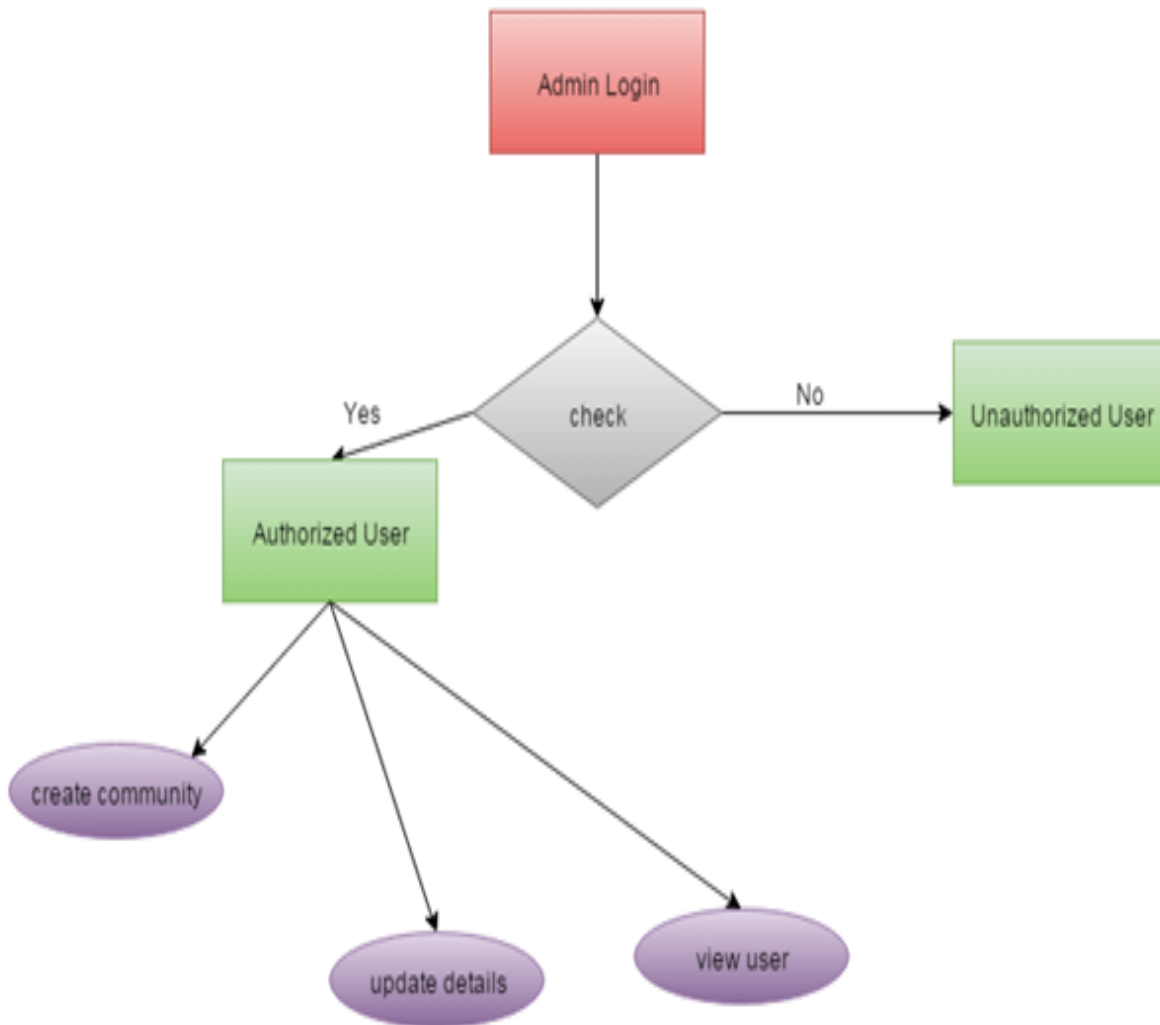 Admin Login
check
Yes
No
Unauthorized User
Authorized User
create community
update details
view user